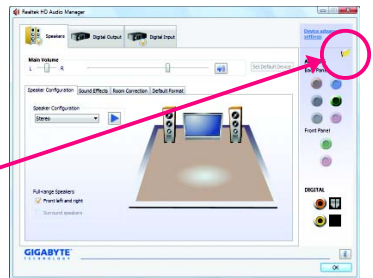 Realtek HD Audio Manager
Speakers
Digital Output
Digital Input
Device advanced settings
Main Volume
L
R
Set Default Device
Speaker Configuration
Sound Effects
Room Correction
Default Format
Back Panel
Speaker Configuration
Stereo
Front Panel
Full-range Speakers
Front left and right
Surround speakers
DIGITAL
GIGABYTE
TECHNOLOGY
OK